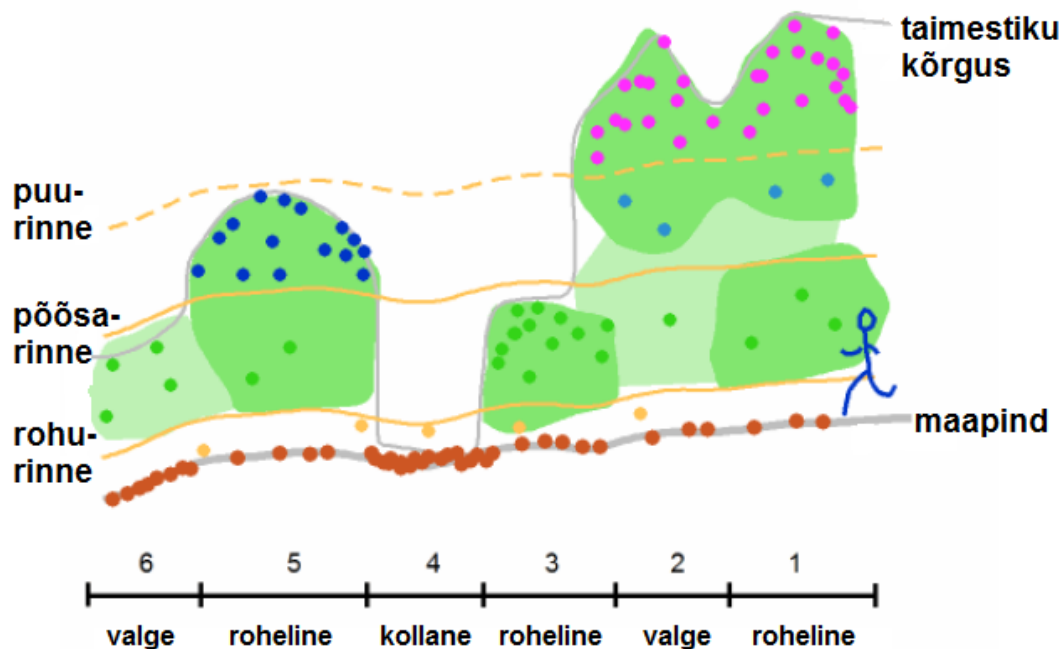 taimestiku
kõrgus
puu-
rinne
põõsa-
rinne
rohu-
rinne
maapind
6 5 4 3 2 1
valge roheline kollane roheline valge roheline